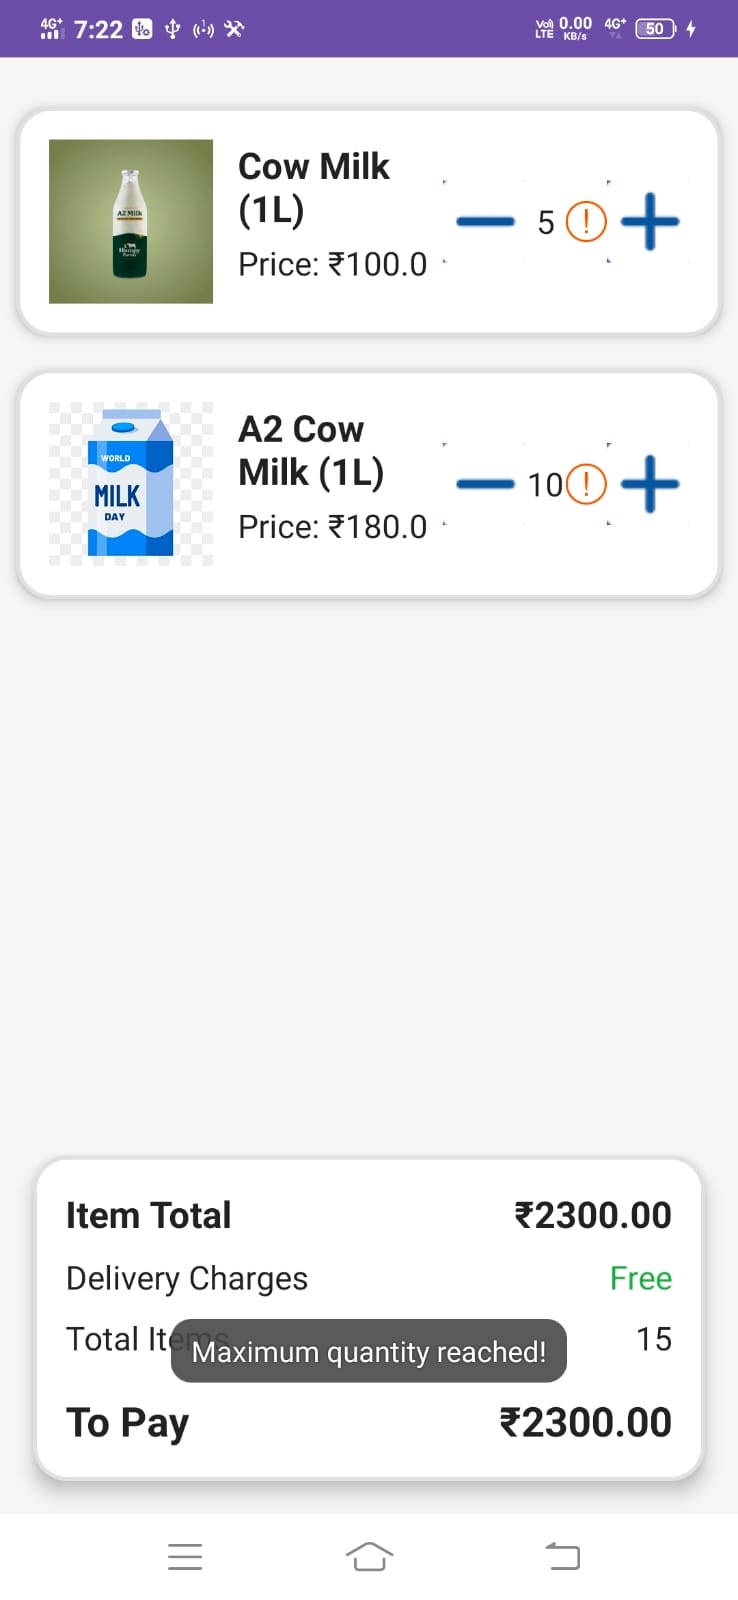 4G+ 7:22 Vo) 0.00 4G+ 50
LTE KB/s
A2 Milk
Humpy
Farms
Cow Milk
(1L)
Price: ₹100.0
5
!
WORLD
MILK
DAY
A2 Cow
Milk (1L)
Price: ₹180.0
10
!
Item Total ₹2300.00
Delivery Charges Free
Total Items 15
Maximum quantity reached!
To Pay ₹2300.00